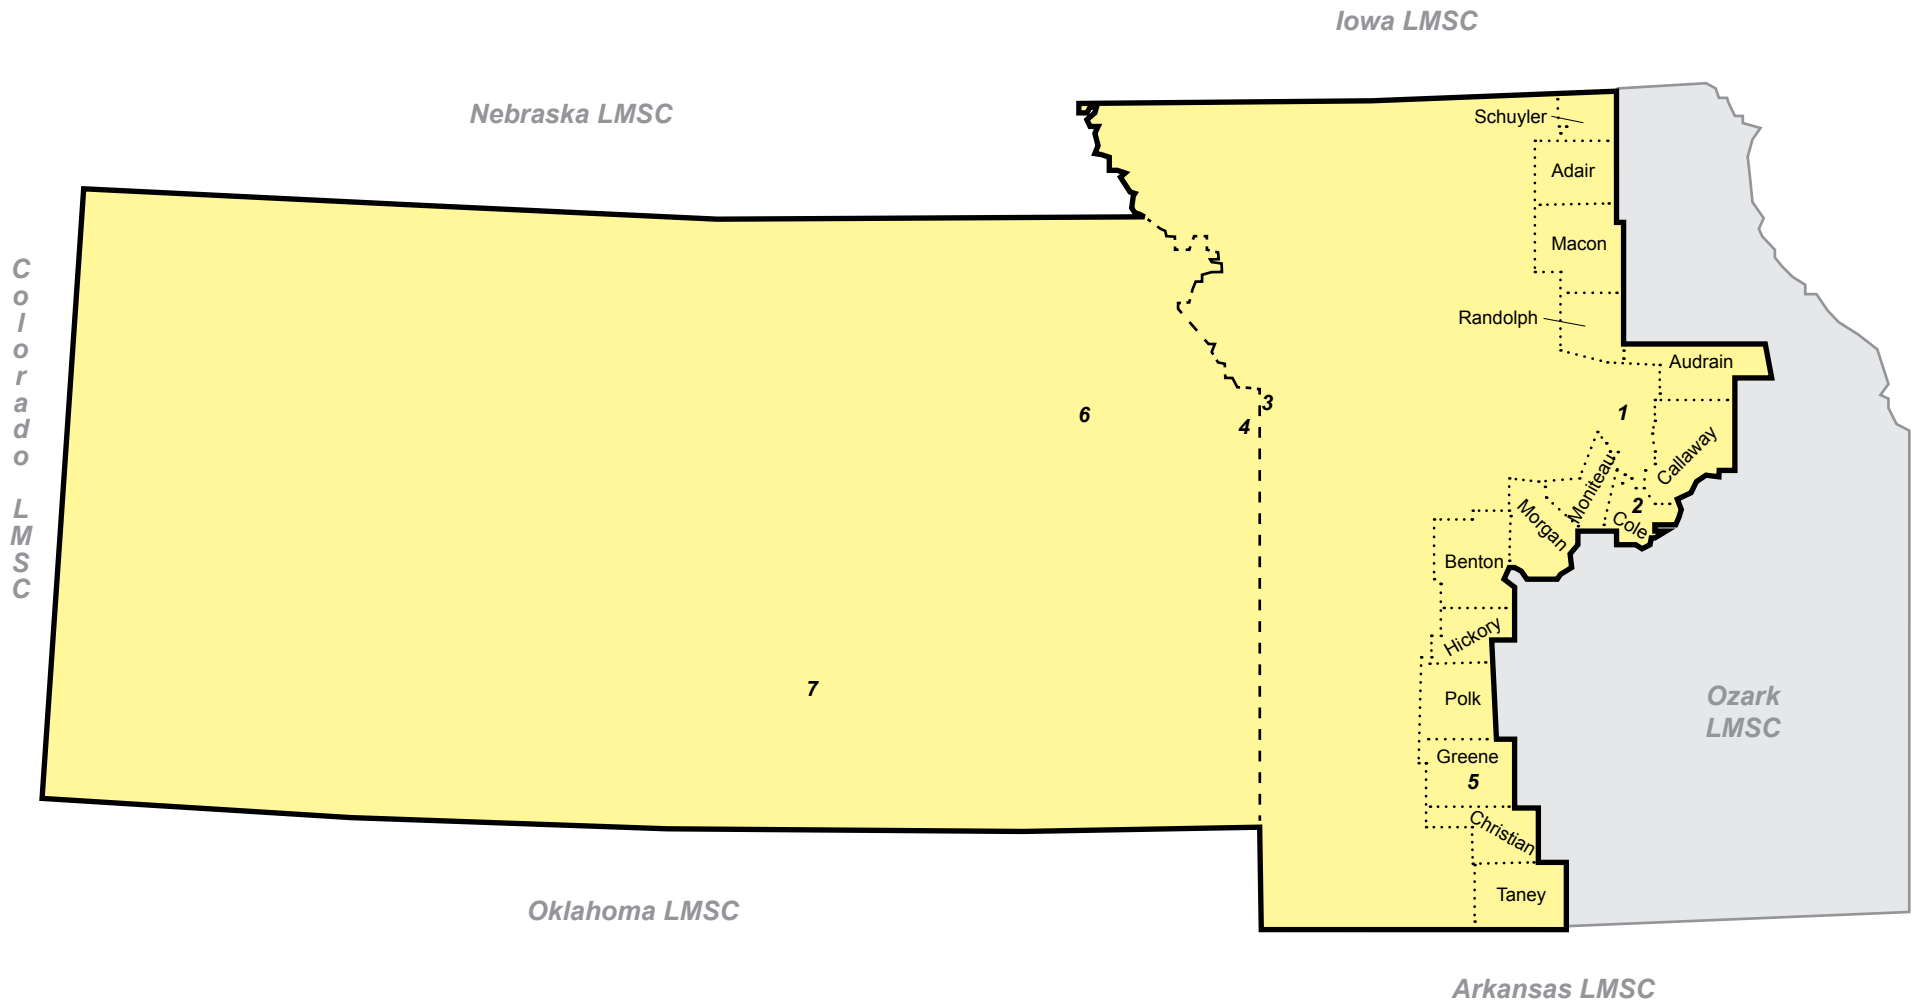 Iowa LMSC
Nebraska LMSC
Schuyler
Adair
Macon
Colorado LMSC
Randolph
Audrain
3
6
1
4
Callaway
Moniteau
2
Morgan
Cole
Benton
Hickory
7
Polk
Ozark
LMSC
Greene
5
Christian
Taney
Oklahoma LMSC
Arkansas LMSC